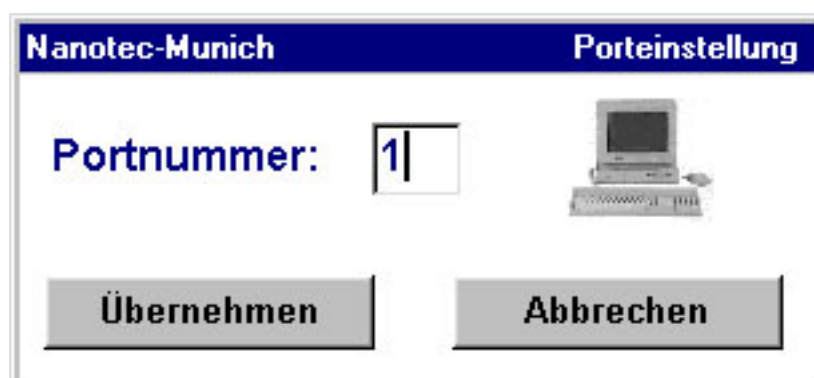 Nanotec-Munich Porteinstellung
Portnummer: 1
Übernehmen Abbrechen